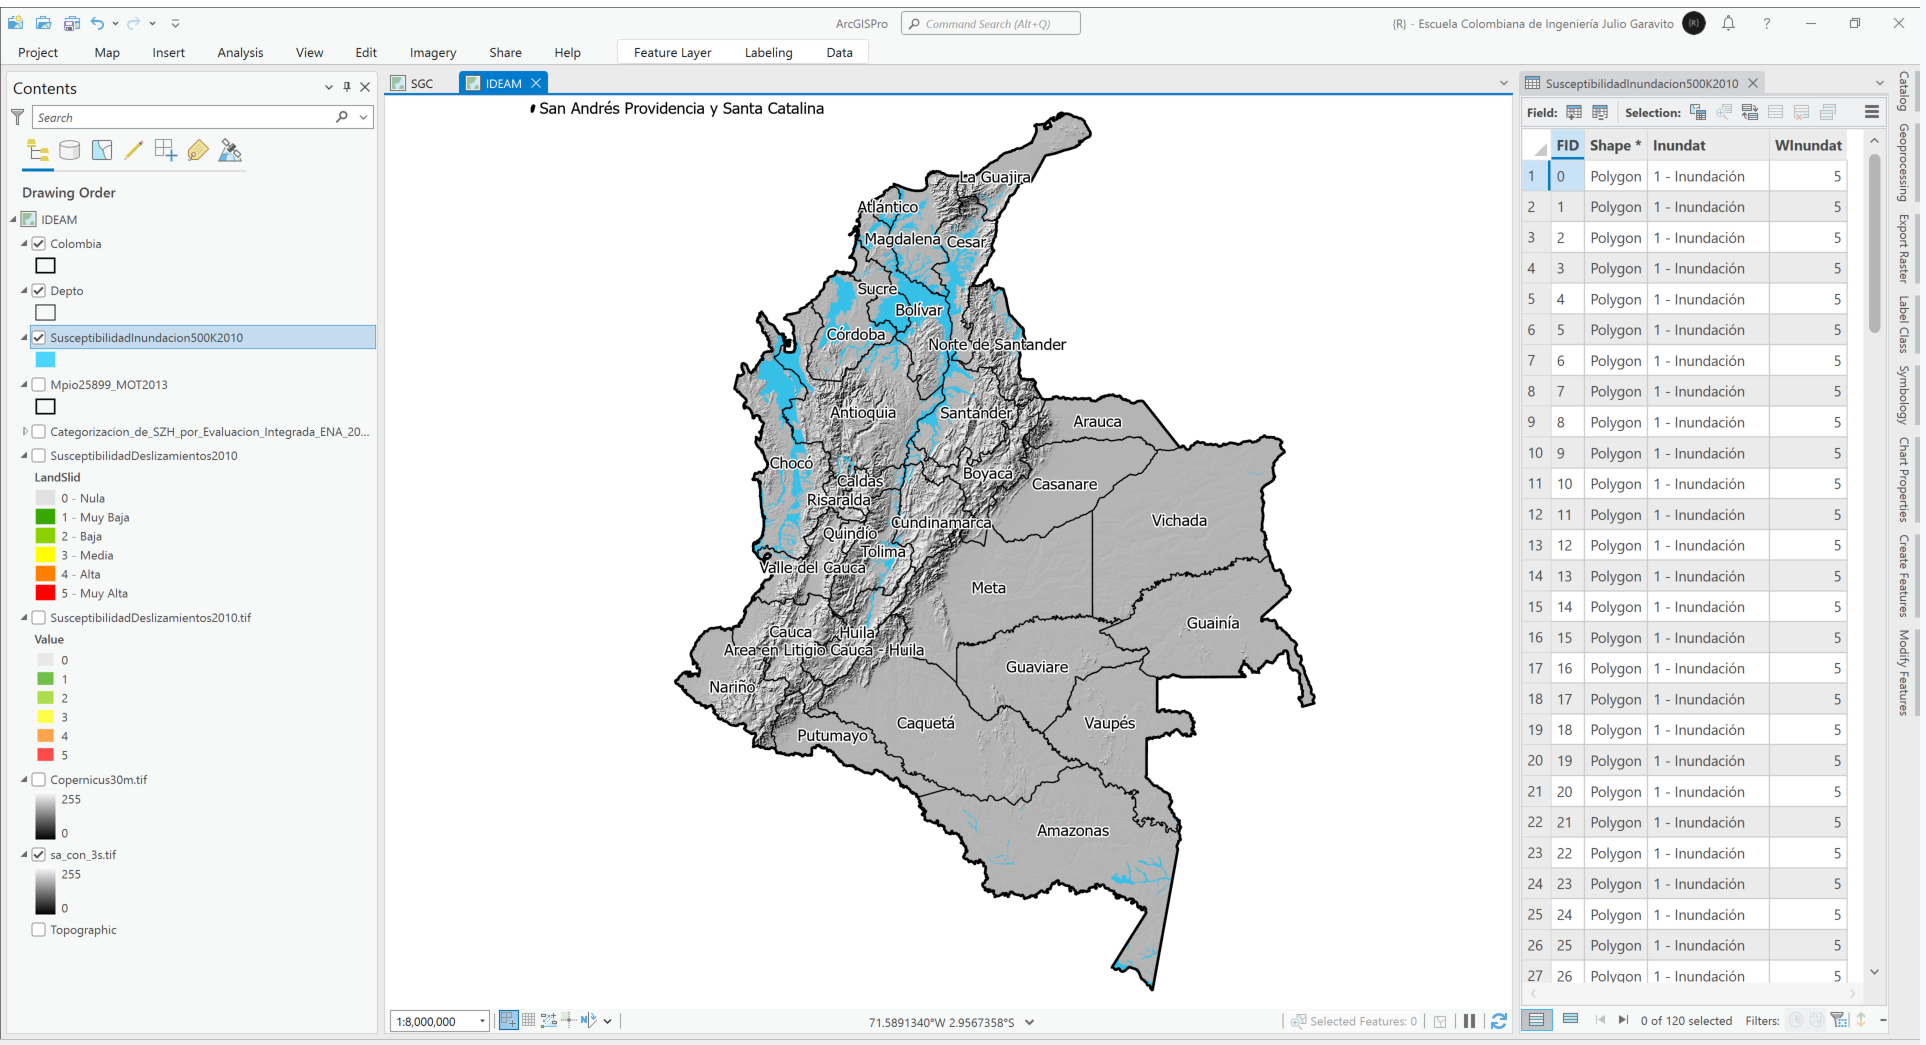 ArcGISPro
Command Search (Alt+Q)
(R) - Escuela Colombiana de Ingeniería Julio Garavito
(R)
?
Project Map Insert Analysis View Edit Imagery Share Help Feature Layer Labeling Data
Contents
Search
Drawing Order
IDEAM
Colombia
Depto
SusceptibilidadInundacion500K2010
Mpio25899_MOT2013
Categorizacion_de_SZH_por_Evaluacion_Integrada_ENA_20...
SusceptibilidadDeslizamientos2010
LandSlid
0 - Nula
1 - Muy Baja
2 - Baja
3 - Media
4 - Alta
5 - Muy Alta
SusceptibilidadDeslizamientos2010.tif
Value
0
1
2
3
4
5
Copernicus30m.tif
255
0
sa_con_3s.tif
255
0
Topographic
SGC
IDEAM
San Andrés Providencia y Santa Catalina
La Guajira
Atlántico
Magdalena
Cesar
Sucre
Bolívar
Córdoba
Norte de Santander
Antioquia
Santander
Arauca
Chocó
Boyacá
Caldas
Casanare
Risaralda
Cundinamarca
Vichada
Quindío
Tolima
Valle del Cauca
Meta
Guainía
Cauca
Huila
Area en Litigio Cauca - Huila
Guaviare
Nariño
Caquetá
Vaupés
Putumayo
Amazonas
1:8,000,000
N
71.5891340°W 2.9567358°S
Selected Features: 0
SusceptibilidadInundacion500K2010
Field:
Selection:
FID Shape * Inundat WInundat
1 0 Polygon 1 - Inundación 5
2 1 Polygon 1 - Inundación 5
3 2 Polygon 1 - Inundación 5
4 3 Polygon 1 - Inundación 5
5 4 Polygon 1 - Inundación 5
6 5 Polygon 1 - Inundación 5
7 6 Polygon 1 - Inundación 5
8 7 Polygon 1 - Inundación 5
9 8 Polygon 1 - Inundación 5
10 9 Polygon 1 - Inundación 5
11 10 Polygon 1 - Inundación 5
12 11 Polygon 1 - Inundación 5
13 12 Polygon 1 - Inundación 5
14 13 Polygon 1 - Inundación 5
15 14 Polygon 1 - Inundación 5
16 15 Polygon 1 - Inundación 5
17 16 Polygon 1 - Inundación 5
18 17 Polygon 1 - Inundación 5
19 18 Polygon 1 - Inundación 5
20 19 Polygon 1 - Inundación 5
21 20 Polygon 1 - Inundación 5
22 21 Polygon 1 - Inundación 5
23 22 Polygon 1 - Inundación 5
24 23 Polygon 1 - Inundación 5
25 24 Polygon 1 - Inundación 5
26 25 Polygon 1 - Inundación 5
27 26 Polygon 1 - Inundación 5
0 of 120 selected
Filters:
Catalog
Geoprocessing
Export Raster
Label Class
Symbology
Chart Properties
Create Features
Modify Features